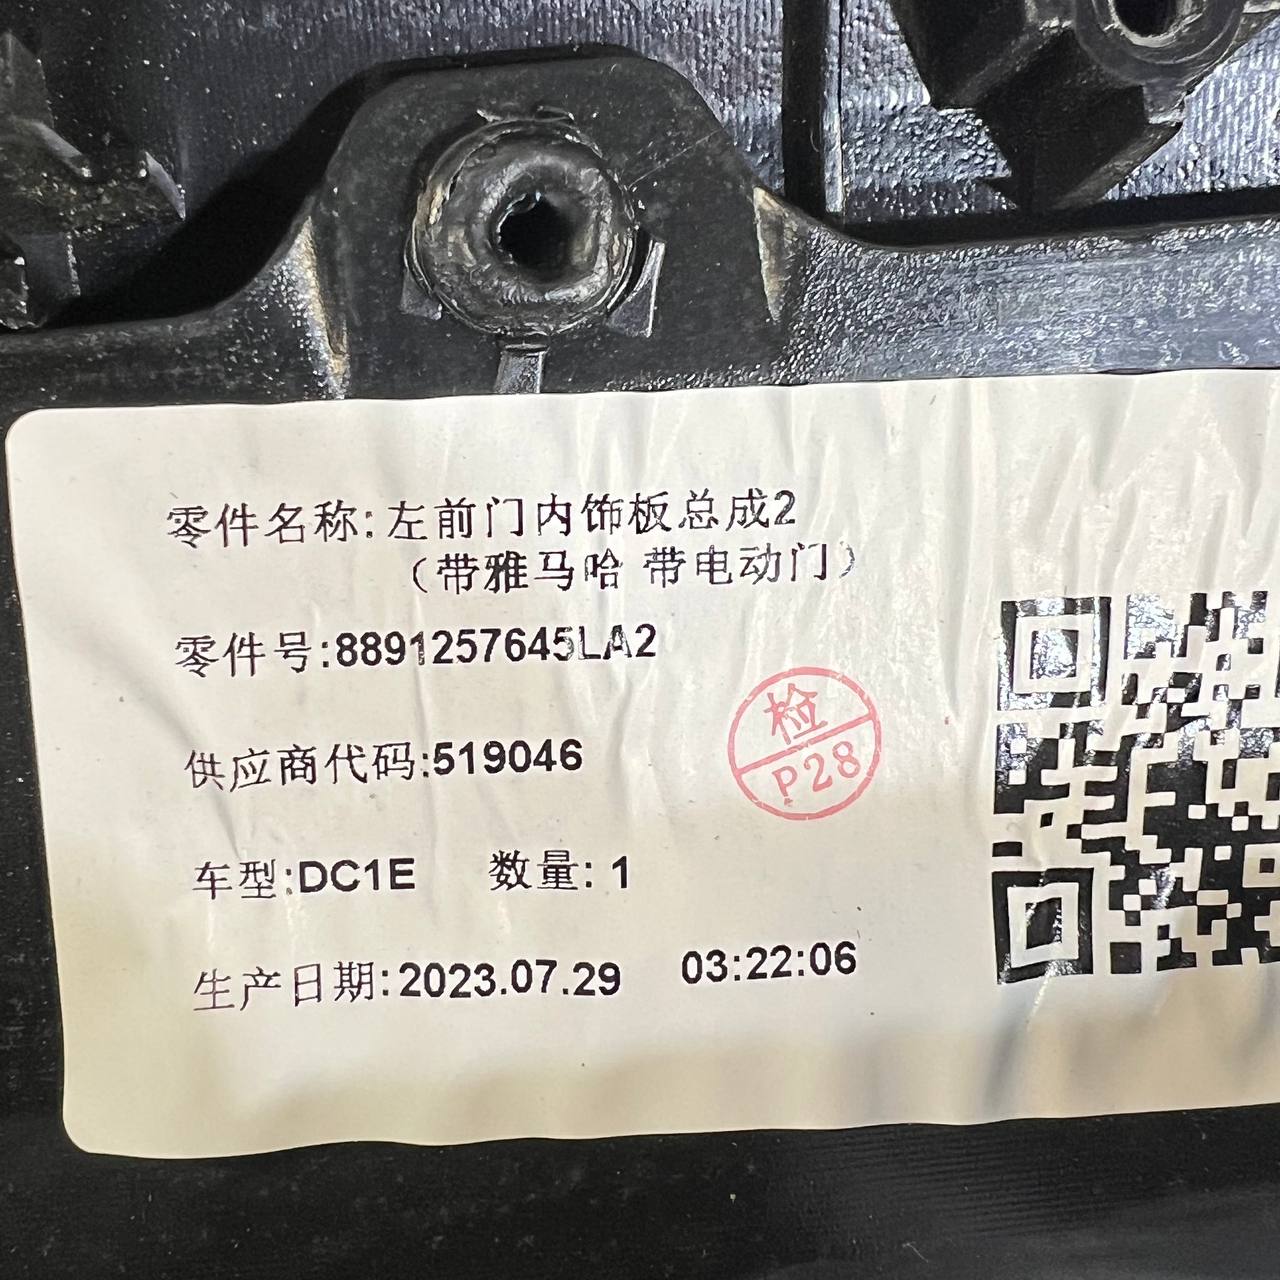 零件名称:左前门内饰板总成2
(带雅马哈 带电动门)
零件号:8891257645LA2
检
P28
供应商代码:519046
车型:DC1E 数量: 1
生产日期:2023.07.29 03:22:06